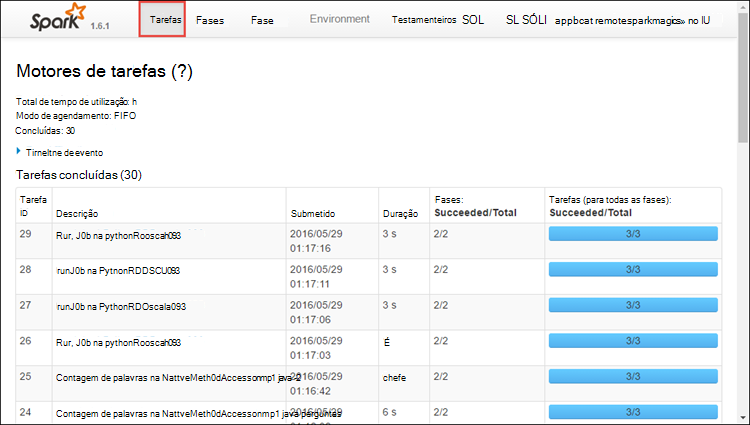 Spark 1.6.1 Tarefas Fases Fase Environment Testamenteiros SQL SL SÓLI appbcat remotesparkmagics» no IU
Motores de tarefas (?)
Total de tempo de utilização: h
Modo de agendamento: FIFO
Concluídas: 30
Tirneltne de evento
Tarefas concluídas (30)
Tarefa ID Descrição Submetido Duração Fases: Succeeded/Total Tarefas (para todas as fases): Succeeded/Total
29 Rur, J0b na pythonRooscah093 2016/05/29 01:17:16 3 s 2/2 3/3
28 runJ0b na PytnonRDDSCU093 2016/05/29 01:17:11 3 s 2/2 3/3
27 runJ0b na PytnonRDOscala093 2016/05/29 01:17:06 3 s 2/2 3/3
26 Rur, J0b na pythonRooscah093 2016/05/29 01:17:03 É 2/2 3/3
25 Contagem de palavras na NattveMeth0dAccessonmp1 java-2 2016/05/29 01:16:42 chefe 2/2 3/3
24 Contagem de palavras na NattveMeth0dAccessonmp1 java perguntas 2016/05/29 6 s 2/2 3/3